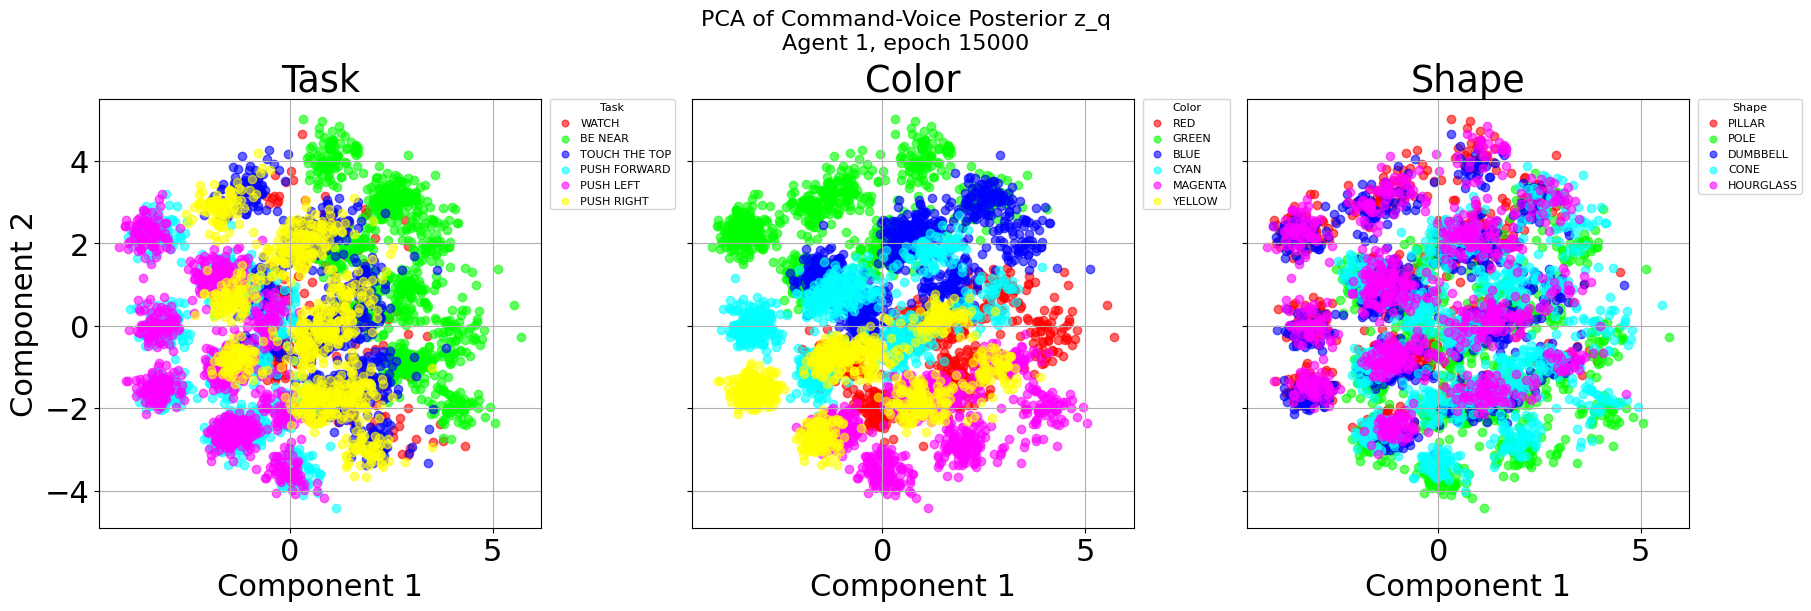 PCA of Command-Voice Posterior z_q
Agent 1, epoch 15000
Task
Color
Shape
Task
WATCH
BE NEAR
TOUCH THE TOP
PUSH FORWARD
PUSH LEFT
PUSH RIGHT
Color
RED
GREEN
BLUE
CYAN
MAGENTA
YELLOW
Shape
PILLAR
POLE
DUMBBELL
CONE
HOURGLASS
Component 2
4
2
0
−2
−4
0
5
0
5
0
5
Component 1
Component 1
Component 1